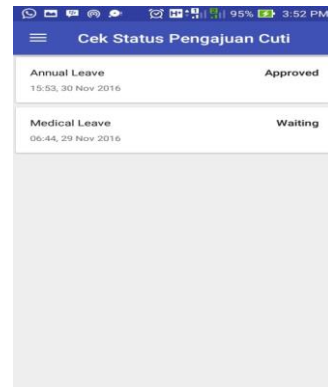 95% 3:52 PM
Cek Status Pengajuan Cuti
Annual Leave Approved
15:53, 30 Nov 2016
Medical Leave Waiting
06:44, 29 Nov 2016